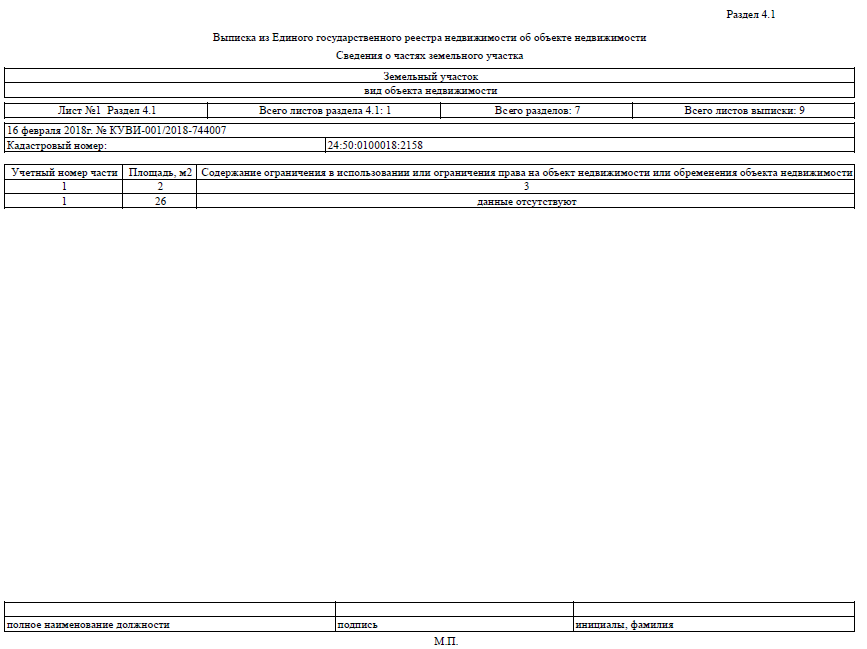 Раздел 4.1
Выписка из Единого государственного реестра недвижимости об объекте недвижимости
Сведения о частях земельного участка
Земельный участок
вид объекта недвижимости
Лист №1 Раздел 4.1 Всего листов раздела 4.1: 1 Всего разделов: 7 Всего листов выписки: 9
16 февраля 2018г. № КУВИ-001/2018-744007
Кадастровый номер: 24:50:0100018:2158
Учетный номер части Площадь, м2 Содержание ограничения в использовании или ограничения права на объект недвижимости или обременения объекта недвижимости
1 2 3
1 26 данные отсутствуют
полное наименование должности подпись инициалы, фамилия
М.П.